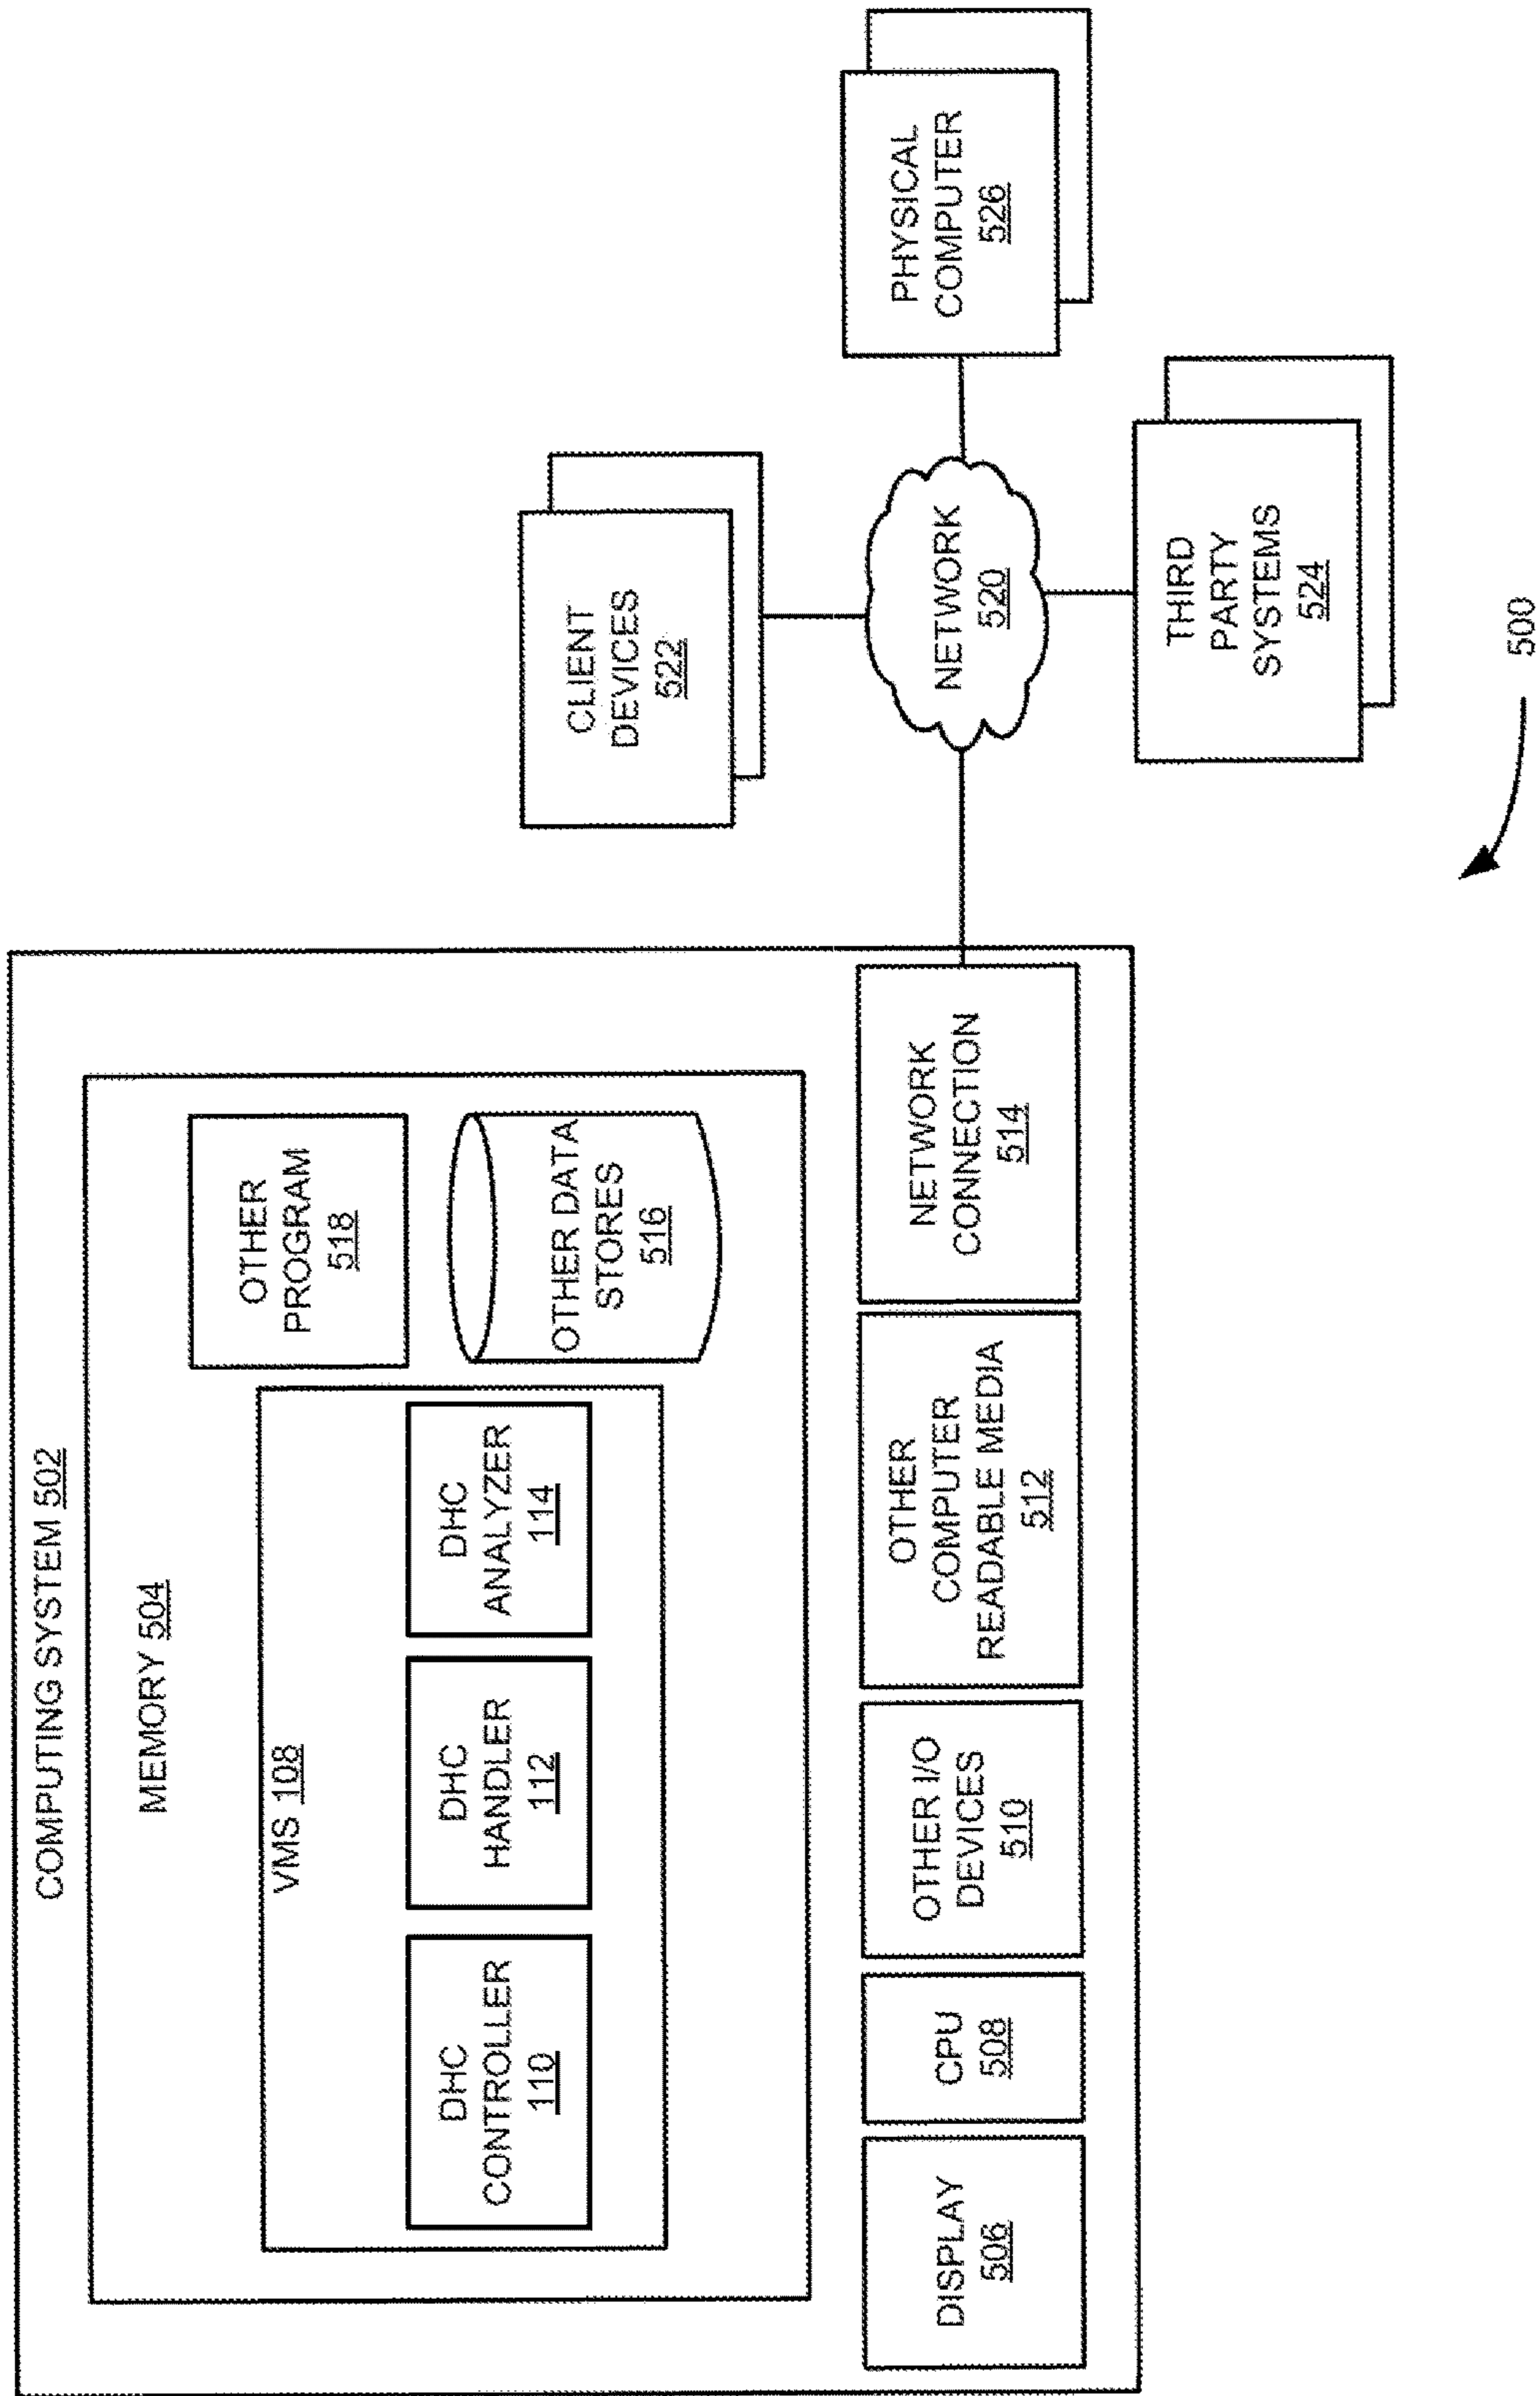 COMPUTING SYSTEM 502
MEMORY 504
VMS 108
DHC
CONTROLLER
110
DHC
HANDLER
112
DHC
ANALYZER
114
OTHER
PROGRAM
518
OTHER DATA
STORES
516
DISPLAY
506
CPU
508
OTHER I/O
DEVICES
510
OTHER
COMPUTER
READABLE MEDIA
512
NETWORK
CONNECTION
514
CLIENT
DEVICES
522
NETWORK
520
PHYSICAL
COMPUTER
526
THIRD
PARTY
SYSTEMS
524
500